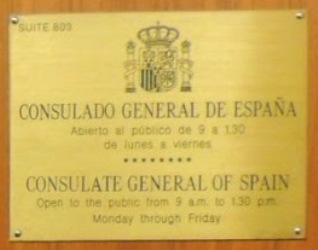 SUITE 803
CONSULADO GENERAL DE ESPAÑA
Abierto al público de 9 a 1.30
de lunes a viernes
********
CONSULATE GENERAL OF SPAIN
Open to the public from 9 a.m. to 1.30 p.m.
Monday through Friday